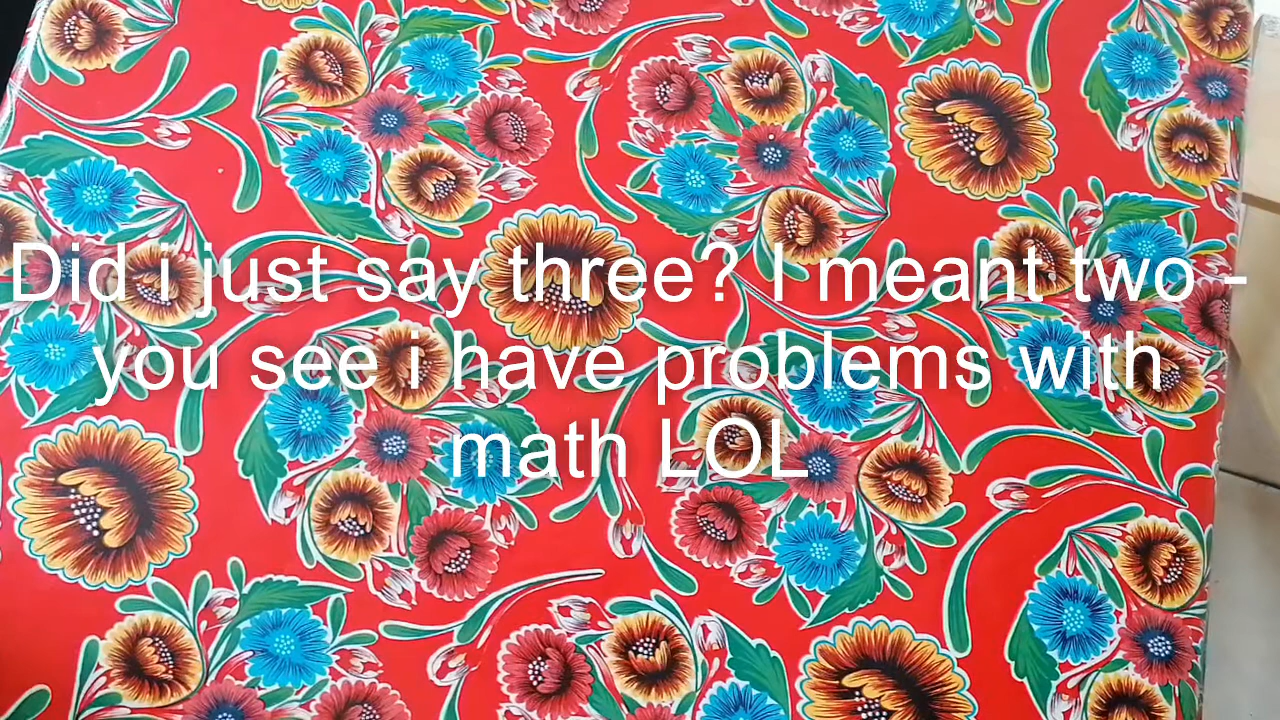 Did i just say three? I meant two -
you see i have problems with
math LOL